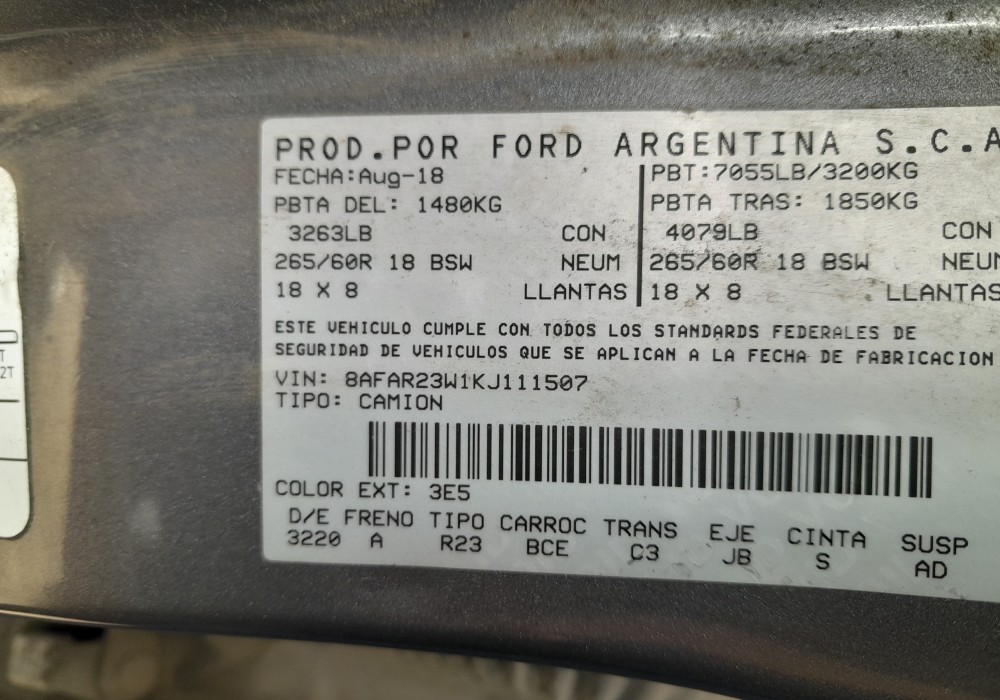 PROD.POR FORD ARGENTINA S.C.A
FECHA:Aug-18
PBTA DEL: 1480KG
3263LB CON
265/60R 18 BSW NEUM
18 X 8 LLANTAS
PBT:7055LB/3200KG
PBTA TRAS: 1850KG
4079LB CON
265/60R 18 BSW NEUM
18 X 8 LLANTAS
ESTE VEHICULO CUMPLE CON TODOS LOS STANDARDS FEDERALES DE
SEGURIDAD DE VEHICULOS QUE SE APLICAN A LA FECHA DE FABRICACION
VIN: 8AFAR23W1KJ111507
TIPO: CAMION
COLOR EXT: 3E5
D/E FRENO TIPO CARROC TRANS EJE CINTA SUSP
3220 A R23 BCE C3 JB S AD
T
2T